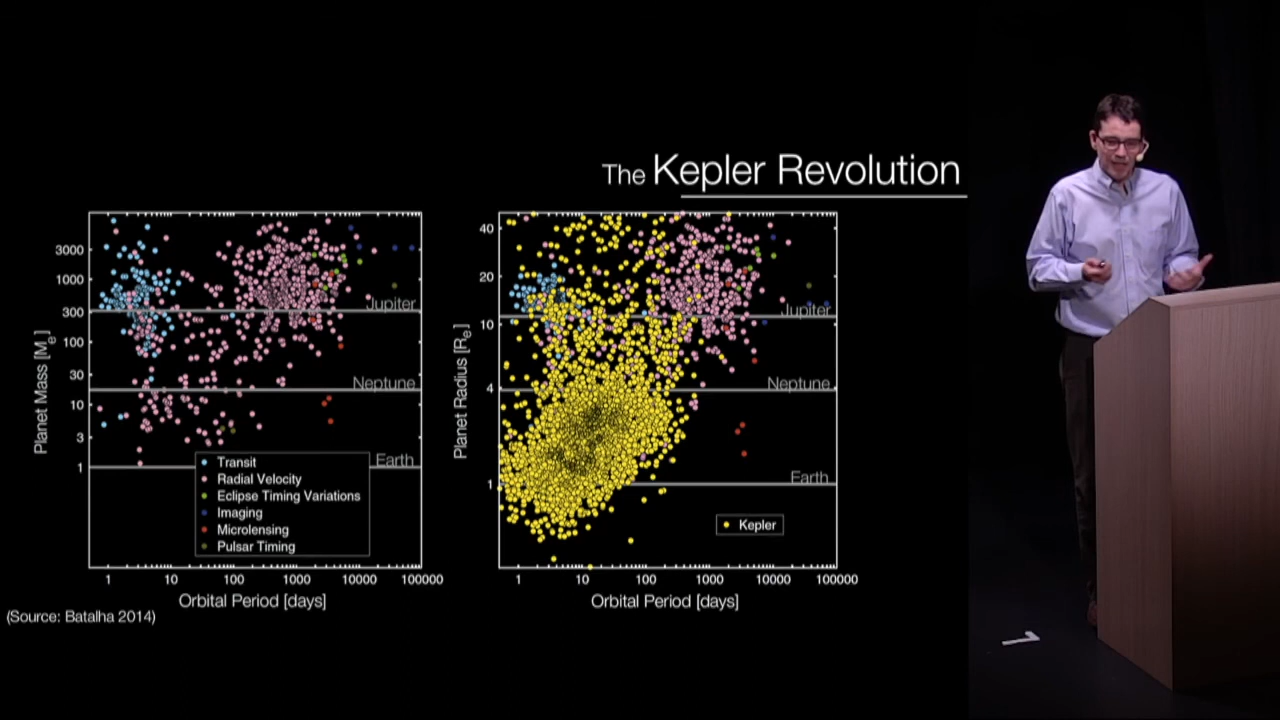 The Kepler Revolution
3000
1000
300
100
30
10
3
1
Planet Mass [Me]
Jupiter
Neptune
Earth
Transit
Radial Velocity
Eclipse Timing Variations
Imaging
Microlensing
Pulsar Timing
1 10 100 1000 10000 100000
Orbital Period [days]
(Source: Batalha 2014)
40
20
10
4
1
Planet Radius [Re]
Jupiter
Neptune
Earth
Kepler
1 10 100 1000 10000 100000
Orbital Period [days]